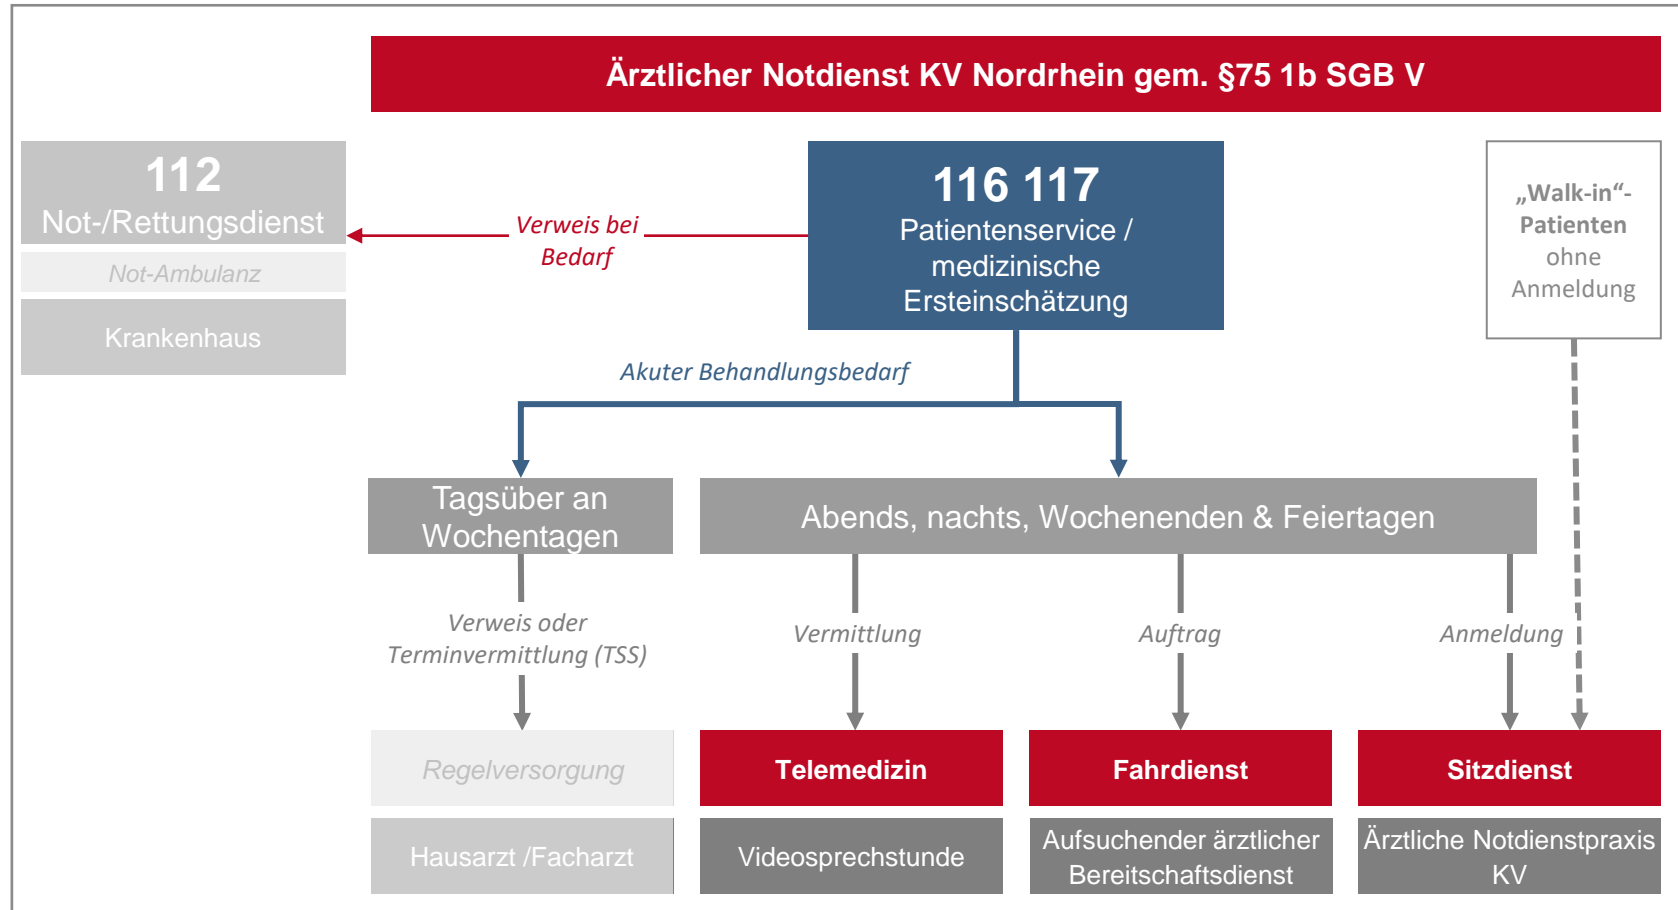 Ärztlicher Notdienst KV Nordrhein gem. §75 1b SGB V
112
Not-/Rettungsdienst
Not-Ambulanz
Krankenhaus
Verweis bei
Bedarf
116 117
Patientenservice /
medizinische
Ersteinschätzung
„Walk-in“-
Patienten
ohne
Anmeldung
Akuter Behandlungsbedarf
Tagsüber an
Wochentagen
Abends, nachts, Wochenenden & Feiertagen
Verweis oder
Terminvermittlung (TSS)
Vermittlung
Auftrag
Anmeldung
Regelversorgung
Hausarzt /Facharzt
Telemedizin
Videosprechstunde
Fahrdienst
Aufsuchender ärztlicher
Bereitschaftsdienst
Sitzdienst
Ärztliche Notdienstpraxis
KV